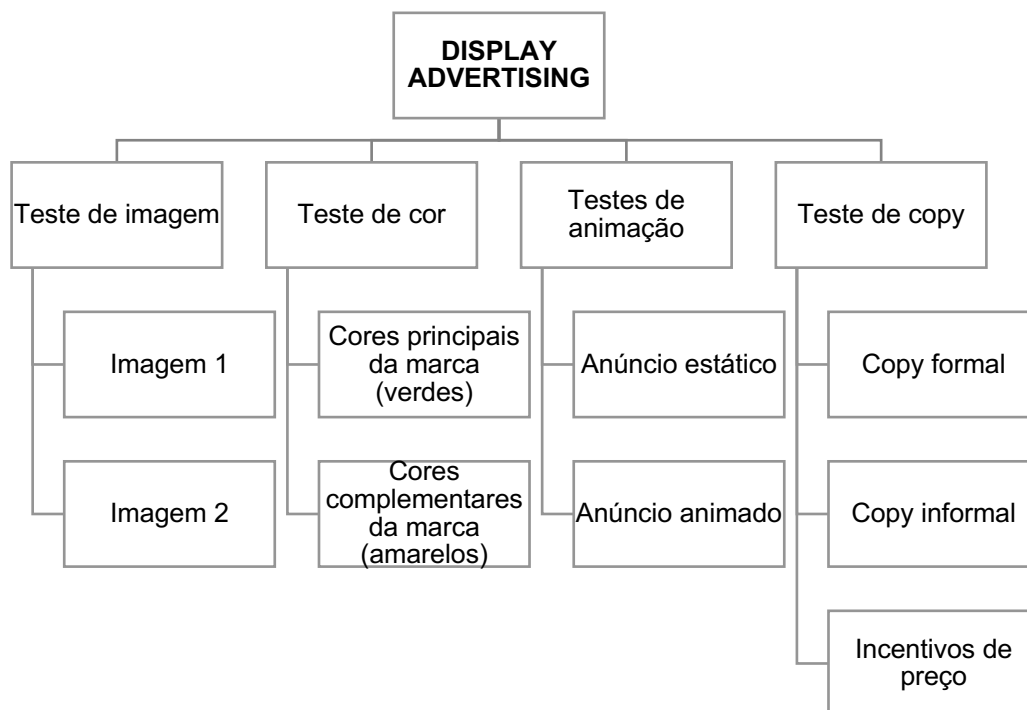 DISPLAY
ADVERTISING
Teste de imagem
Teste de cor
Testes de
animação
Teste de copy
Imagem 1
Cores principais
da marca
(verdes)
Anúncio estático
Copy formal
Imagem 2
Cores
complementares
da marca
(amarelos)
Anúncio animado
Copy informal
Incentivos de
preço